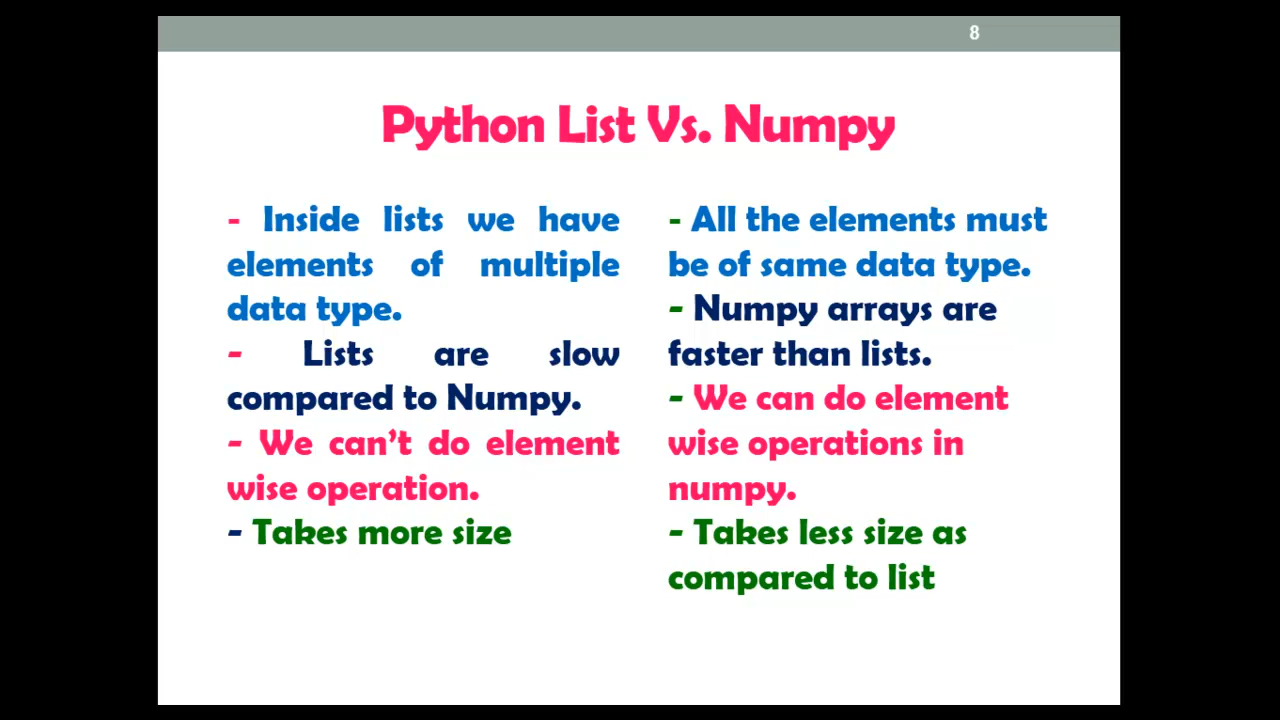 8
Python List Vs. Numpy
- Inside lists we have
elements of multiple
data type.
- Lists are slow
compared to Numpy.
- We can’t do element
wise operation.
- Takes more size
- All the elements must
be of same data type.
- Numpy arrays are
faster than lists.
- We can do element
wise operations in
numpy.
- Takes less size as
compared to list